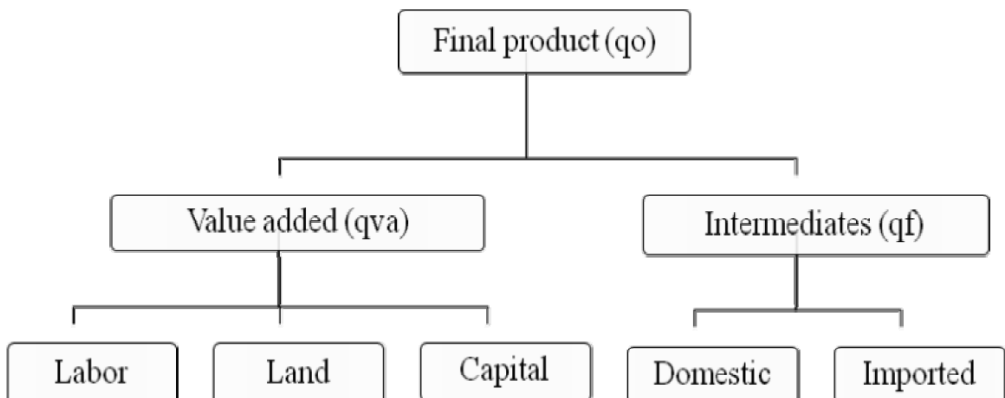 Final product (qo)
Value added (qva)
Intermediates (qf)
Labor
Land
Capital
Domestic
Imported